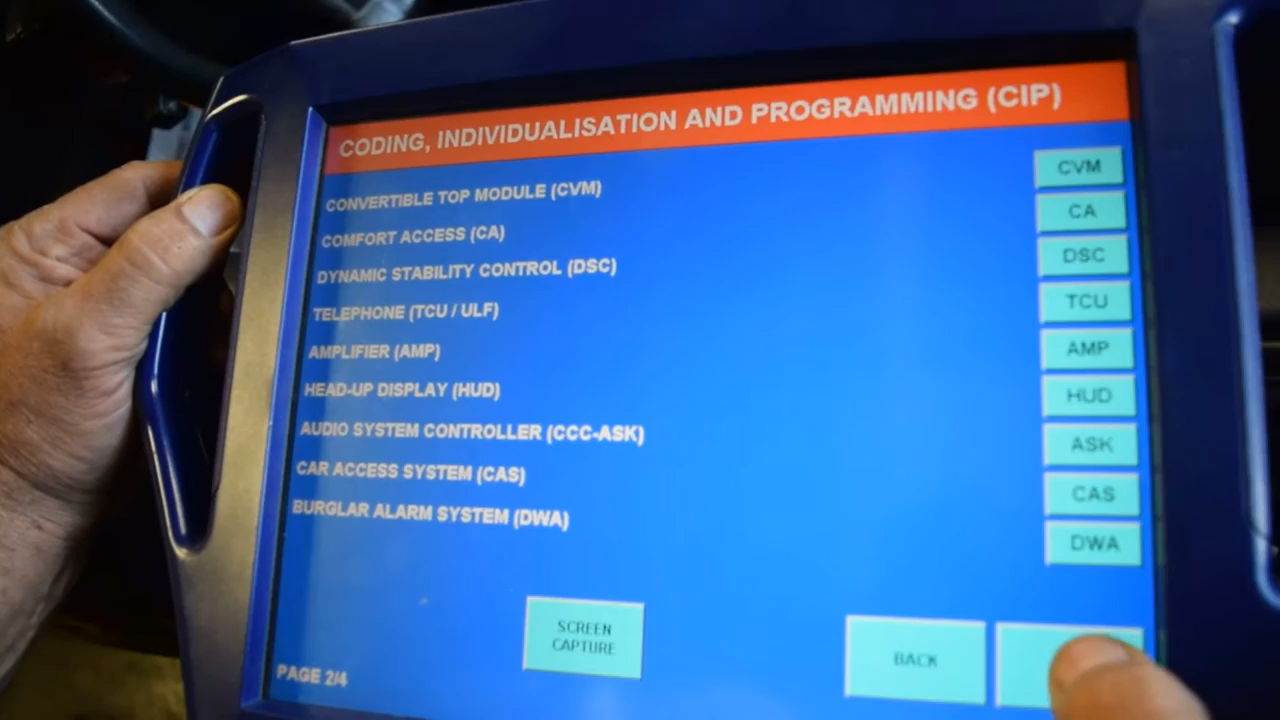 CODING, INDIVIDUALISATION AND PROGRAMMING (CIP)
CONVERTIBLE TOP MODULE (CVM) CVM
COMFORT ACCESS (CA) CA
DYNAMIC STABILITY CONTROL (DSC) DSC
TELEPHONE (TCU / ULF) TCU
AMPLIFIER (AMP) AMP
HEAD-UP DISPLAY (HUD) HUD
AUDIO SYSTEM CONTROLLER (CCC-ASK) ASK
CAR ACCESS SYSTEM (CAS) CAS
BURGLAR ALARM SYSTEM (DWA) DWA
SCREEN
CAPTURE
BACK
PAGE 2/4